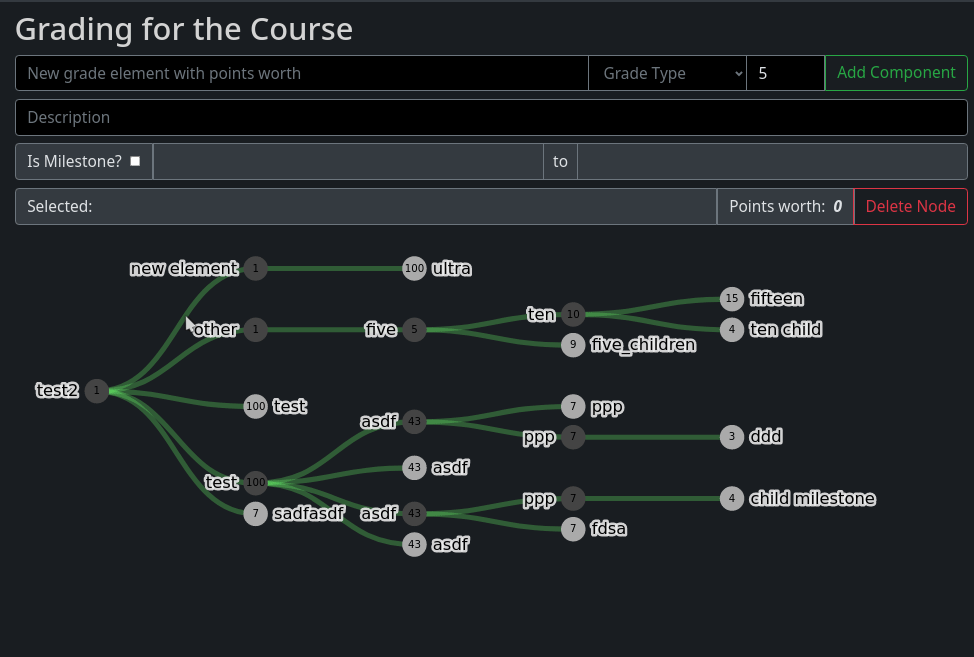 Grading for the Course
New grade element with points worth Grade Type 5 Add Component
Description
Is Milestone? to
Selected: Points worth: 0 Delete Node
new element 1 100 ultra
15 fifteen
ten 10
other 1 five 5 4 ten child
9 five_children
test2 1
100 test 7 ppp
asdf 43
ppp 7 3 ddd
43 asdf
test 100
ppp 7 4 child milestone
7 sadfasdf asdf 43
7 fdsa
43 asdf